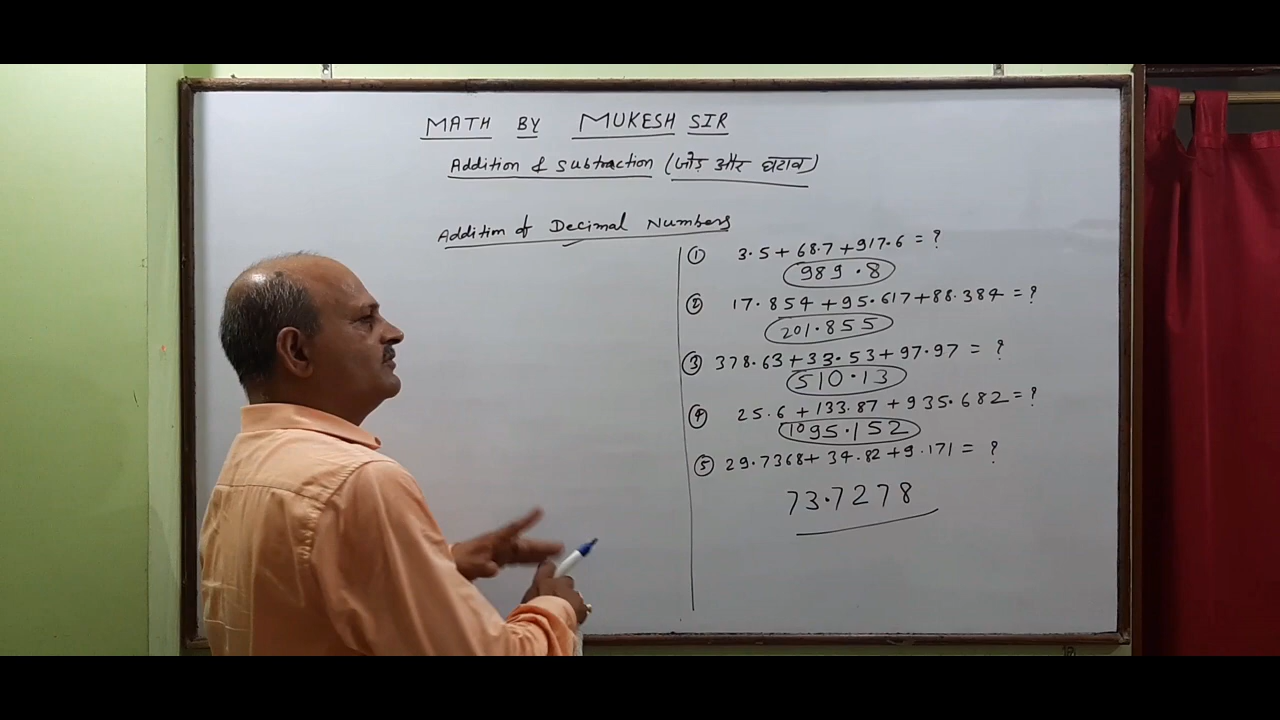 MATH BY MUKESH SIR
Addition & Subtraction (जोड़ और घटाव)
Addition of Decimal Numbers
① 3.5 + 68.7 + 917.6 = ?
989.8
② 17.854 + 95.617 + 88.384 = ?
201.855
③ 378.63 + 33.53 + 97.97 = ?
510.13
④ 25.6 + 133.87 + 935.682 = ?
1095.152
⑤ 29.7368 + 34.82 + 9.171 = ?
73.7278